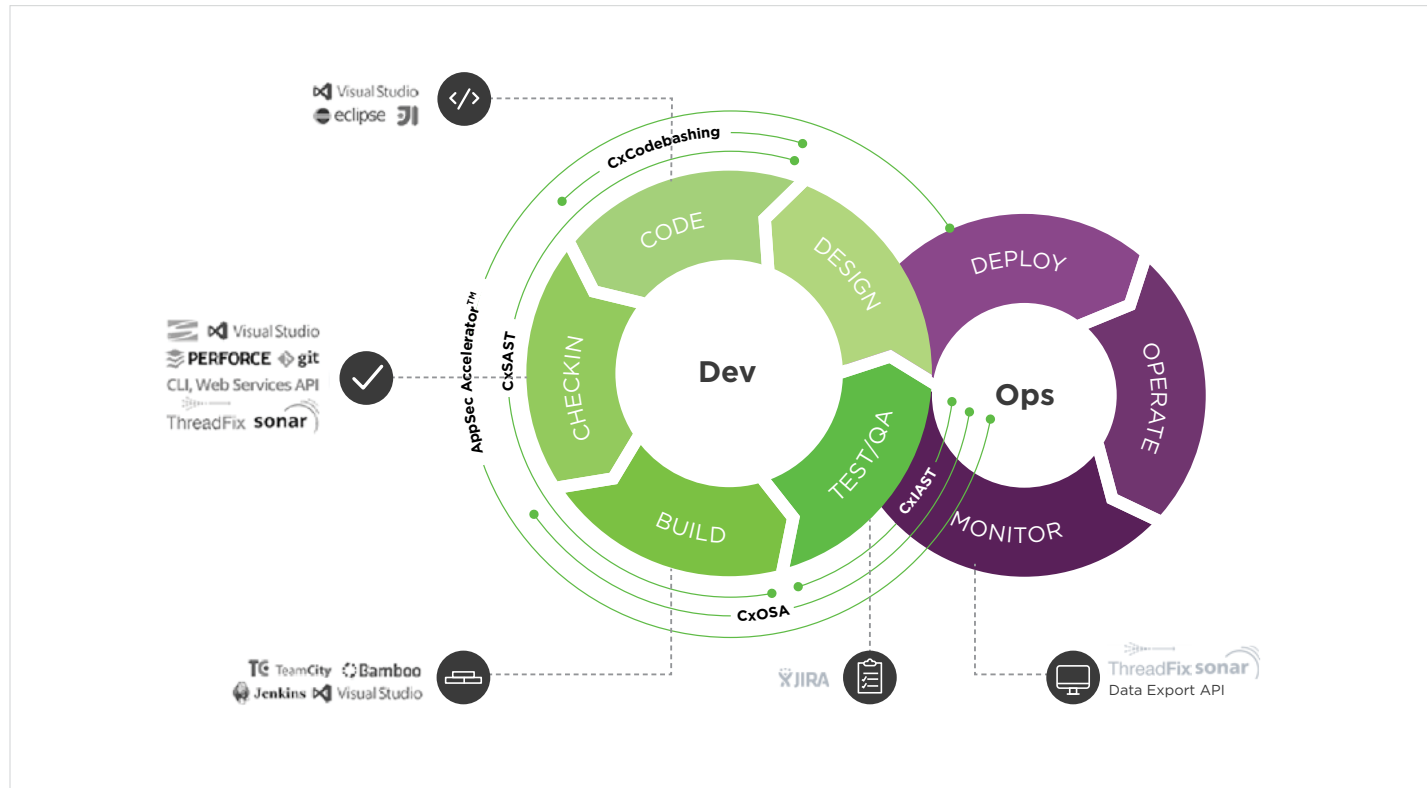 Visual Studio
eclipse JI
CxCodebashing
CODE
DESIGN
DEPLOY
OPERATE
MONITOR
TEST/QA
BUILD
CHECKIN
Dev
Ops
AppSec Accelerator™
CxSAST
CxIAST
CxOSA
Visual Studio
PERFORCE git
CLI, Web Services API
ThreadFix sonar
TC TeamCity Bamboo
Jenkins Visual Studio
JIRA
ThreadFix sonar
Data Export API